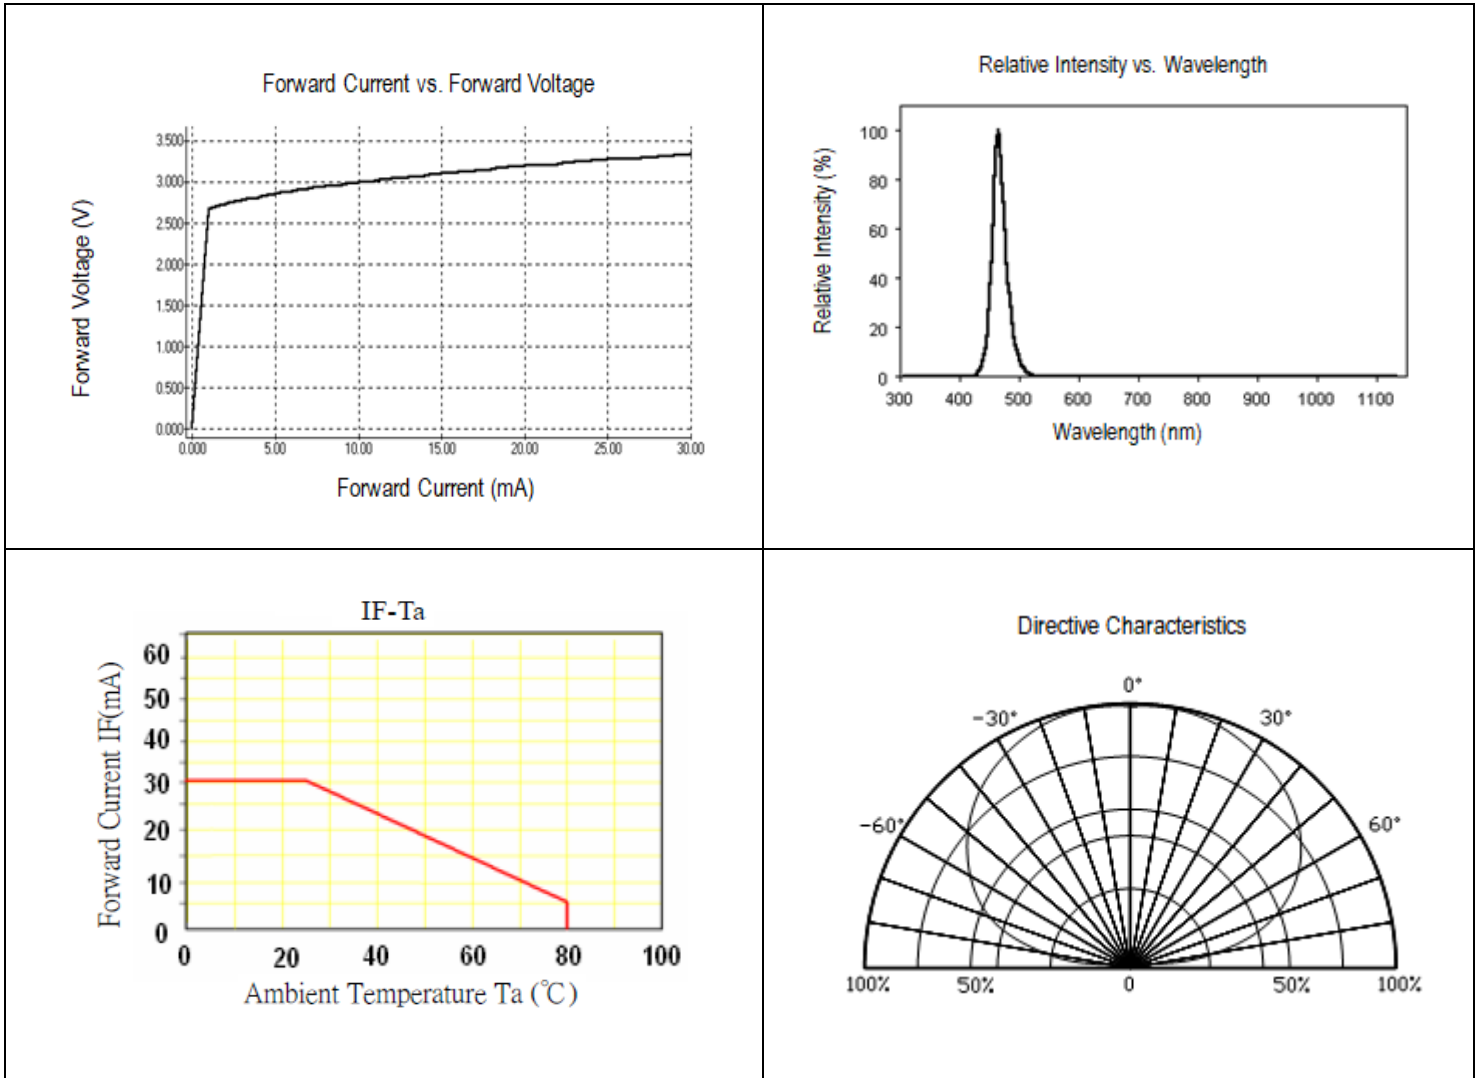 Forward Current vs. Forward Voltage
3.500
3.000
2.500
2.000
1.500
1.000
0.500
0.000
Forward Voltage (V)
0.000 5.00 10.00 15.00 20.00 25.00 30.00
Forward Current (mA)
Relative Intensity vs. Wavelength
100
80
60
40
20
0
Relative Intensity (%)
300 400 500 600 700 800 900 1000 1100
Wavelength (nm)
IF-Ta
60
50
40
30
20
10
0
Forward Current IF(mA)
0 20 40 60 80 100
Ambient Temperature Ta (℃)
Directive Characteristics
0°
-30° 30°
-60° 60°
100% 50% 0 50% 100%